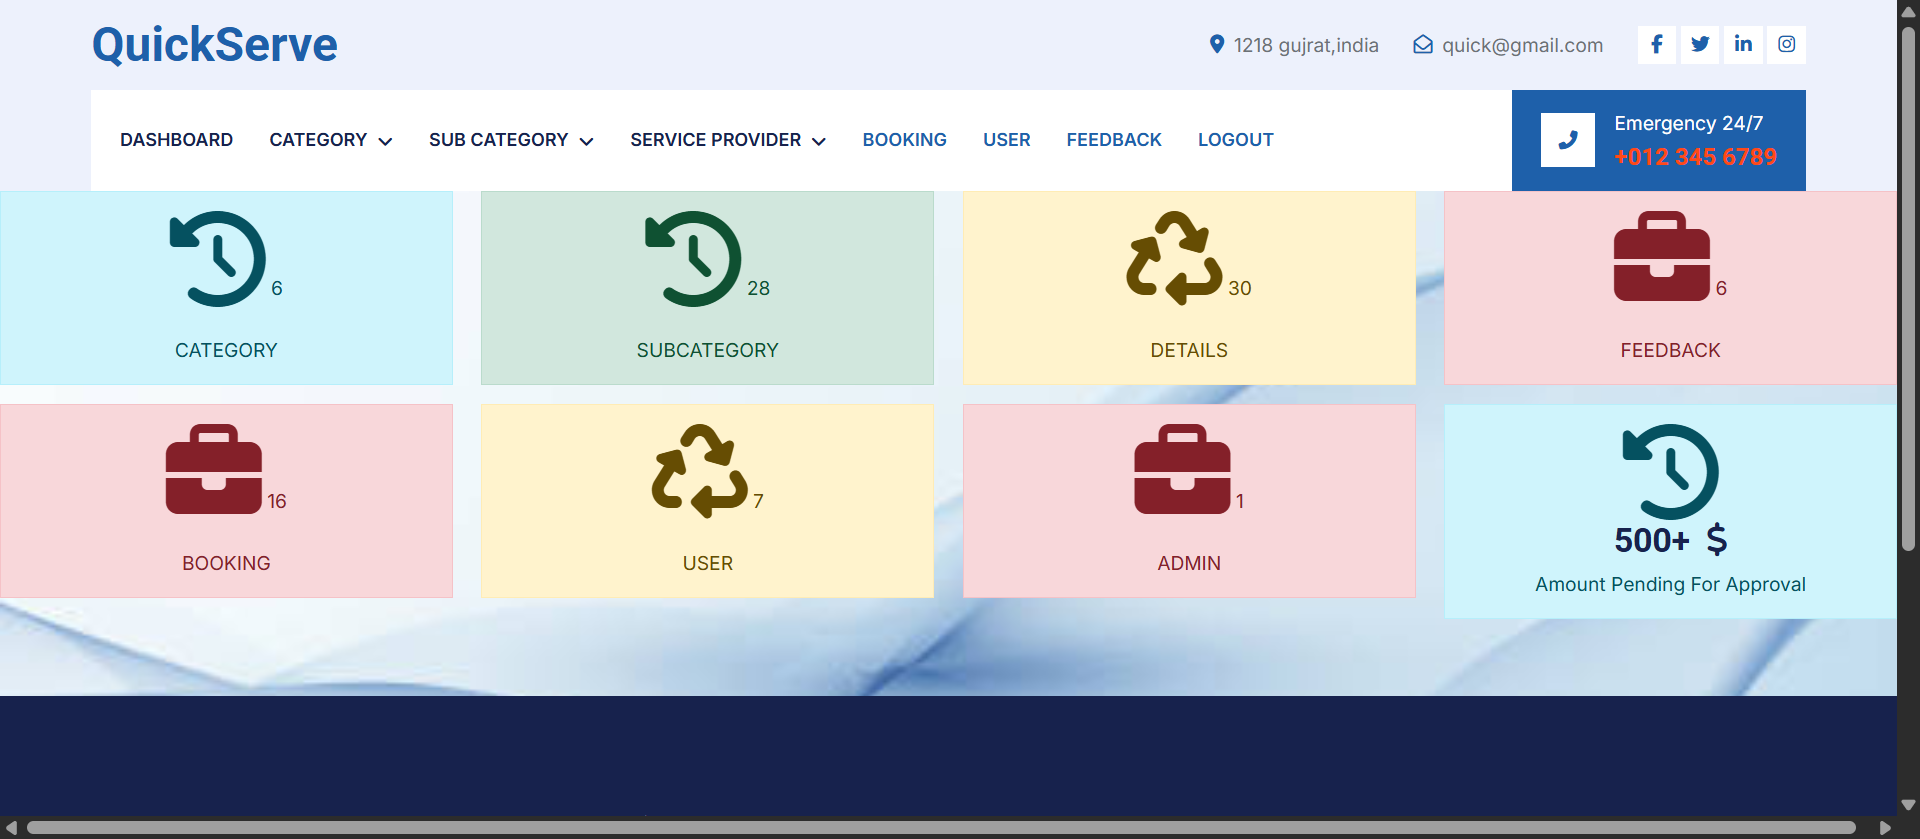 QuickServe
1218 gujrat,india
quick@gmail.com
DASHBOARD
CATEGORY
SUB CATEGORY
SERVICE PROVIDER
BOOKING
USER
FEEDBACK
LOGOUT
Emergency 24/7
+012 345 6789
6
CATEGORY
28
SUBCATEGORY
30
DETAILS
6
FEEDBACK
16
BOOKING
7
USER
1
ADMIN
500+ $
Amount Pending For Approval